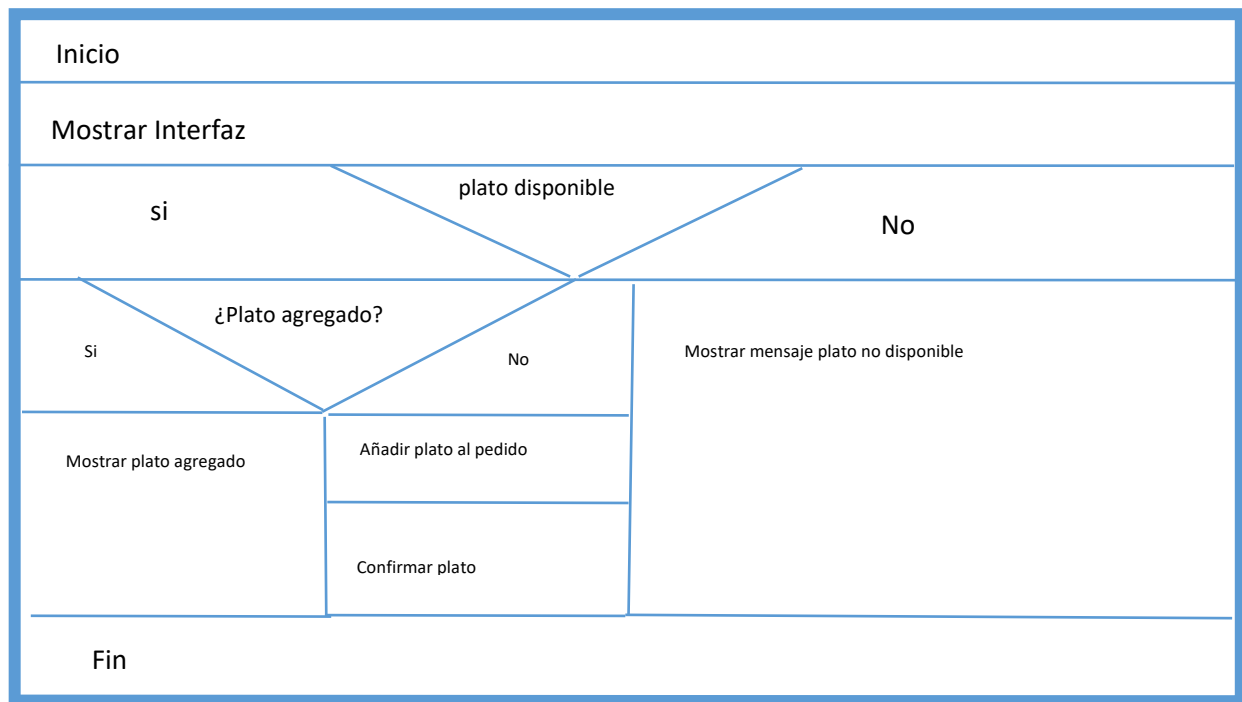 Inicio
Mostrar Interfaz
plato disponible
si
No
¿Plato agregado?
Si
No
Mostrar mensaje plato no disponible
Mostrar plato agregado
Añadir plato al pedido
Confirmar plato
Fin